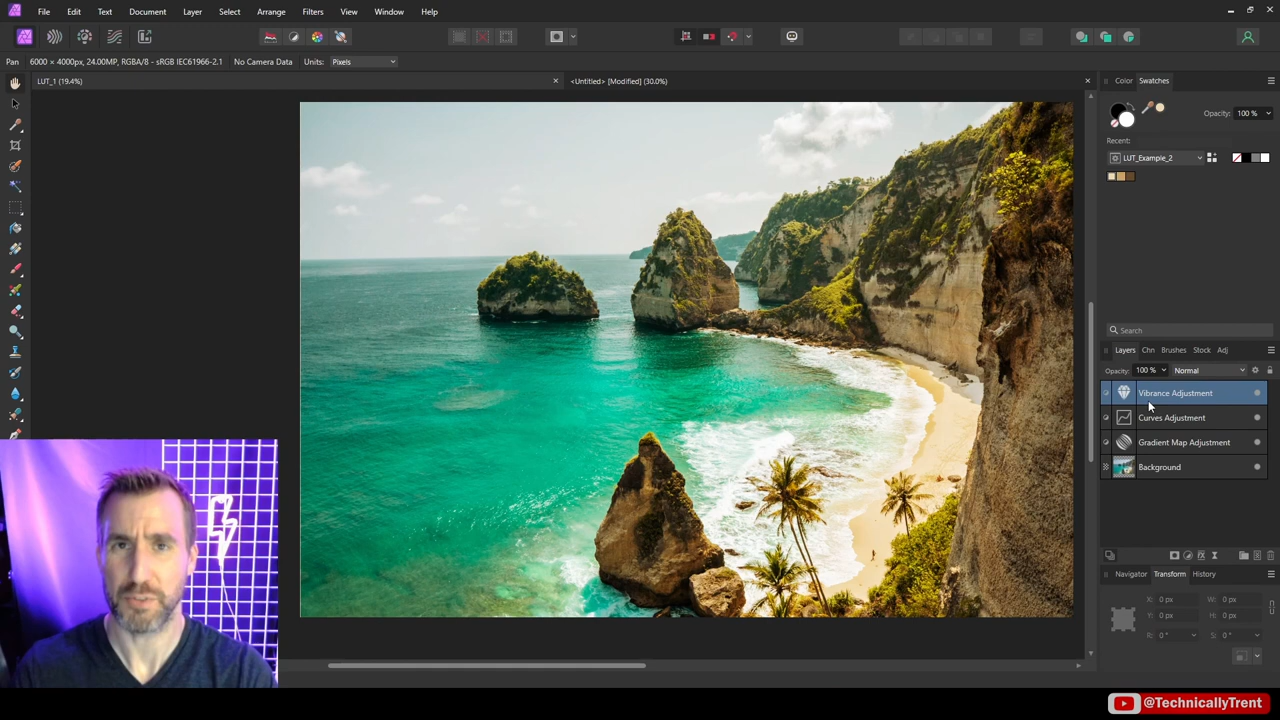 File Edit Text Document Layer Select Arrange Filters View Window Help
Pan 6000 × 4000px, 24.00MP, RGBA/8 - sRGB IEC61966-2.1 No Camera Data Units: Pixels
LUT_1 (19.4%) <Untitled> [Modified] (30.0%)
Color Swatches
Opacity: 100 %
Recent:
LUT_Example_2
Search
Layers Chn Brushes Stock Adj
Opacity: 100 % Normal
Vibrance Adjustment
Curves Adjustment
Gradient Map Adjustment
Background
Navigator Transform History
X: 0 px W: 0 px
Y: 0 px H: 0 px
R: 0 ° S: 0 °
@TechnicallyTrent